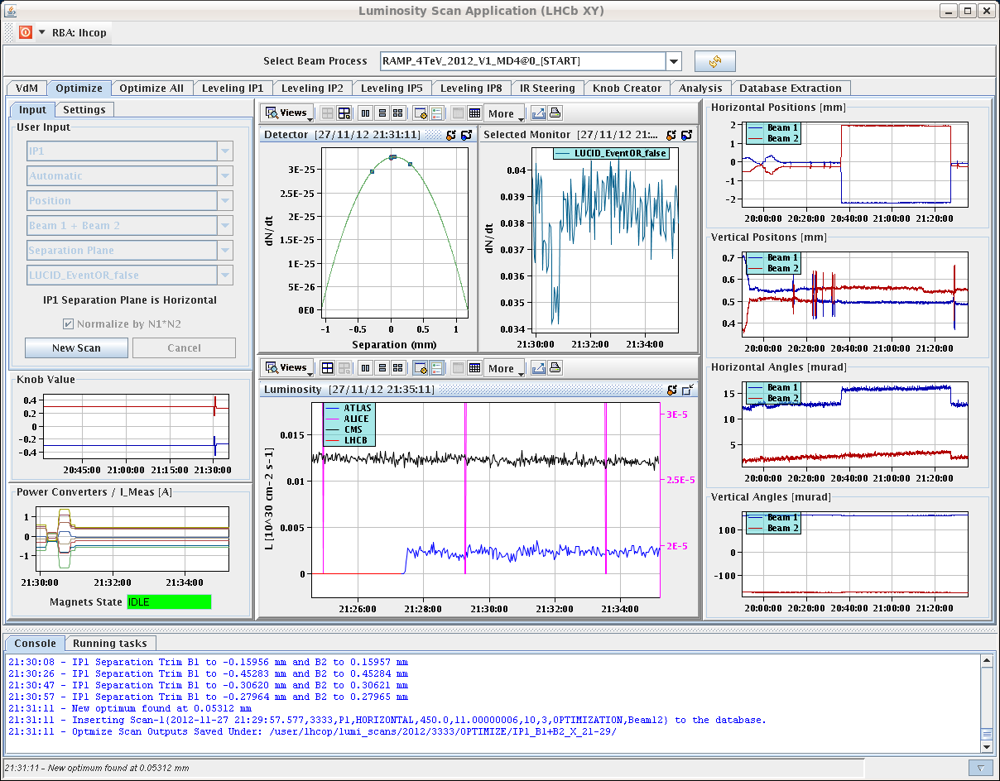 Luminosity Scan Application (LHCb XY)
RBA: lhcop
Select Beam Process RAMP_4TeV_2012_V1_MD4@0_[START]
VdM Optimize Optimize All Leveling IP1 Leveling IP2 Leveling IP5 Leveling IP8 IR Steering Knob Creator Analysis Database Extraction
Input Settings
User Input
IP1
Automatic
Position
Beam 1 + Beam 2
Separation Plane
LUCID_EventOR_false
IP1 Separation Plane is Horizontal
Normalize by N1*N2
New Scan Cancel
Knob Value
0.4
0.2
0
-0.2
-0.4
20:45:00 21:00:00 21:15:00 21:30:00
Power Converters / I_Meas [A]
1
0
-1
21:30:00 21:32:00 21:34:00
Magnets State IDLE
Views More
Detector [27/11/12 21:31:11]
dN/dt
3E-25
2.5E-25
2E-25
1.5E-25
1E-25
5E-26
0E0
-1 -0.5 0 0.5 1
Separation (mm)
Selected Monitor [27/11/12 21:...
LUCID_EventOR_false
dN/dt
0.04
0.039
0.038
0.037
0.036
0.035
0.034
21:30:00 21:32:00 21:34:00
Views More
Luminosity [27/11/12 21:35:11]
ATLAS
ALICE
CMS
LHCB
L [10^30 cm-2 s-1]
0.015
0.01
0.005
0
3E-5
2.5E-5
2E-5
21:26:00 21:28:00 21:30:00 21:32:00 21:34:00
Horizontal Positions [mm]
Beam 1
Beam 2
2
1
0
-1
-2
20:00:00 20:20:00 20:40:00 21:00:00 21:20:00
Vertical Positons [mm]
Beam 1
Beam 2
0.7
0.6
0.5
0.4
20:00:00 20:20:00 20:40:00 21:00:00 21:20:00
Horizontal Angles [murad]
Beam 1
Beam 2
15
10
5
20:00:00 20:20:00 20:40:00 21:00:00 21:20:00
Vertical Angles [murad]
Beam 1
Beam 2
100
0
-100
20:00:00 20:20:00 20:40:00 21:00:00 21:20:00
Console Running tasks
21:30:08 - IP1 Separation Trim B1 to -0.15956 mm and B2 to 0.15957 mm
21:30:26 - IP1 Separation Trim B1 to -0.45283 mm and B2 to 0.45284 mm
21:30:47 - IP1 Separation Trim B1 to -0.30620 mm and B2 to 0.30621 mm
21:30:57 - IP1 Separation Trim B1 to -0.27964 mm and B2 to 0.27965 mm
21:31:11 - New optimum found at 0.05312 mm
21:31:11 - Inserting Scan-1{2012-11-27 21:29:57.577,3333,P1,HORIZONTAL,450.0,11.00000006,10,3,OPTIMIZATION,Beam12} to the database.
21:31:11 - Optmize Scan Outputs Saved Under: /user/lhcop/lumi_scans/2012/3333/OPTIMIZE/IP1_B1+B2_X_21-29/
21:31:11 - New optimum found at 0.05312 mm